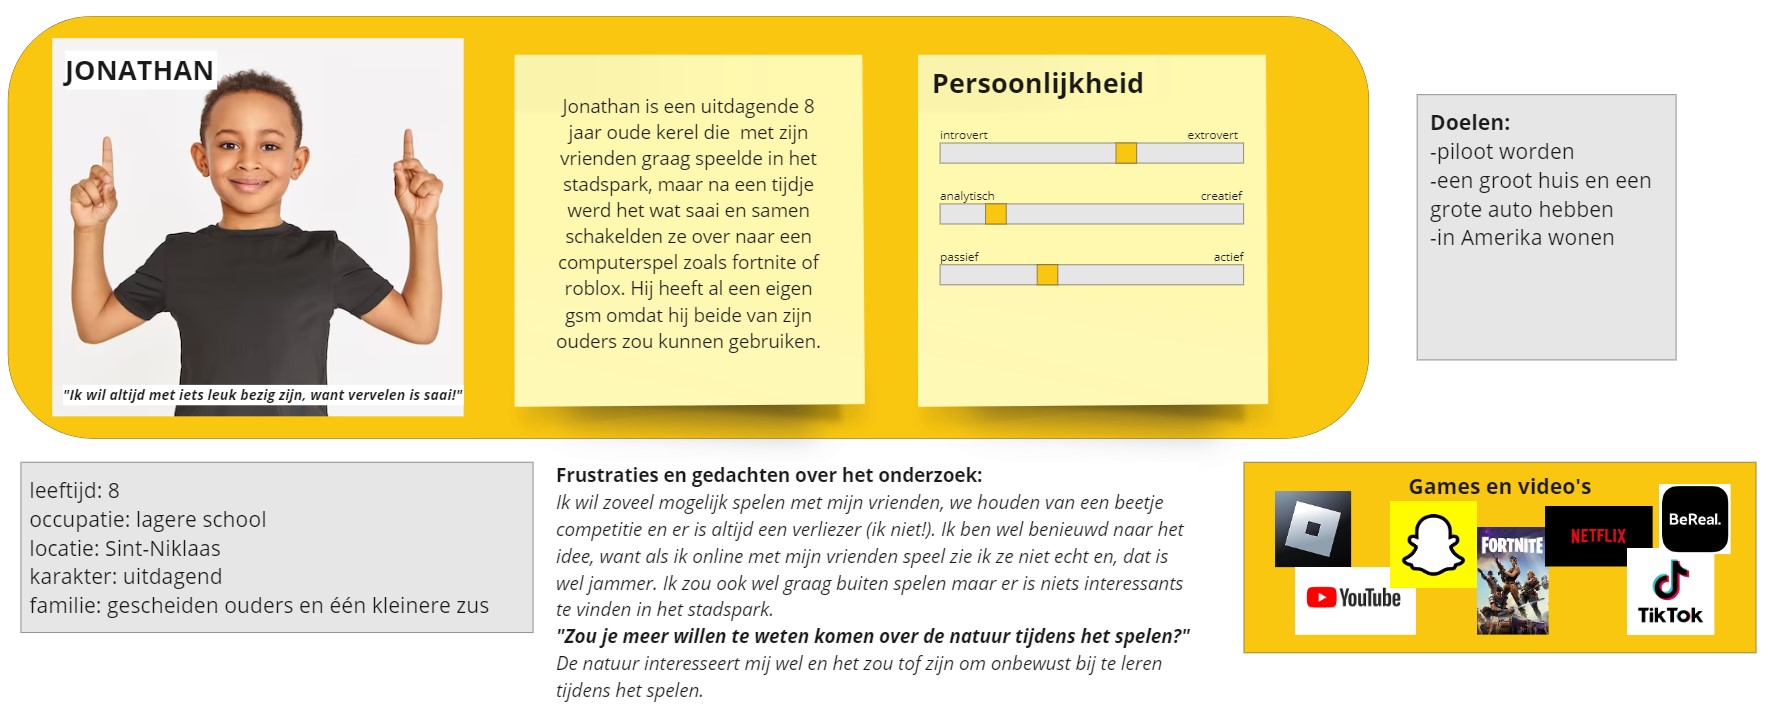 JONATHAN
"Ik wil altijd met iets leuk bezig zijn, want vervelen is saai!"
Jonathan is een uitdagende 8
jaar oude kerel die  met zijn
vrienden graag speelde in het
stadspark, maar na een tijdje
werd het wat saai en samen
schakelden ze over naar een
computerspel zoals fortnite of
roblox. Hij heeft al een eigen
gsm omdat hij beide van zijn
ouders zou kunnen gebruiken.
Persoonlijkheid
introvert extrovert
analytisch creatief
passief actief
Doelen:
-piloot worden
-een groot huis en een
grote auto hebben
-in Amerika wonen
leeftijd: 8
occupatie: lagere school
locatie: Sint-Niklaas
karakter: uitdagend
familie: gescheiden ouders en één kleinere zus
Frustraties en gedachten over het onderzoek:
Ik wil zoveel mogelijk spelen met mijn vrienden, we houden van een beetje
competitie en er is altijd een verliezer (ik niet!). Ik ben wel benieuwd naar het
idee, want als ik online met mijn vrienden speel zie ik ze niet echt en, dat is
wel jammer. Ik zou ook wel graag buiten spelen maar er is niets interessants
te vinden in het stadspark.
"Zou je meer willen te weten komen over de natuur tijdens het spelen?"
De natuur interesseert mij wel en het zou tof zijn om onbewust bij te leren
tijdens het spelen.
Games en video's
BeReal.
NETFLIX
FORTNITE
YouTube
TikTok